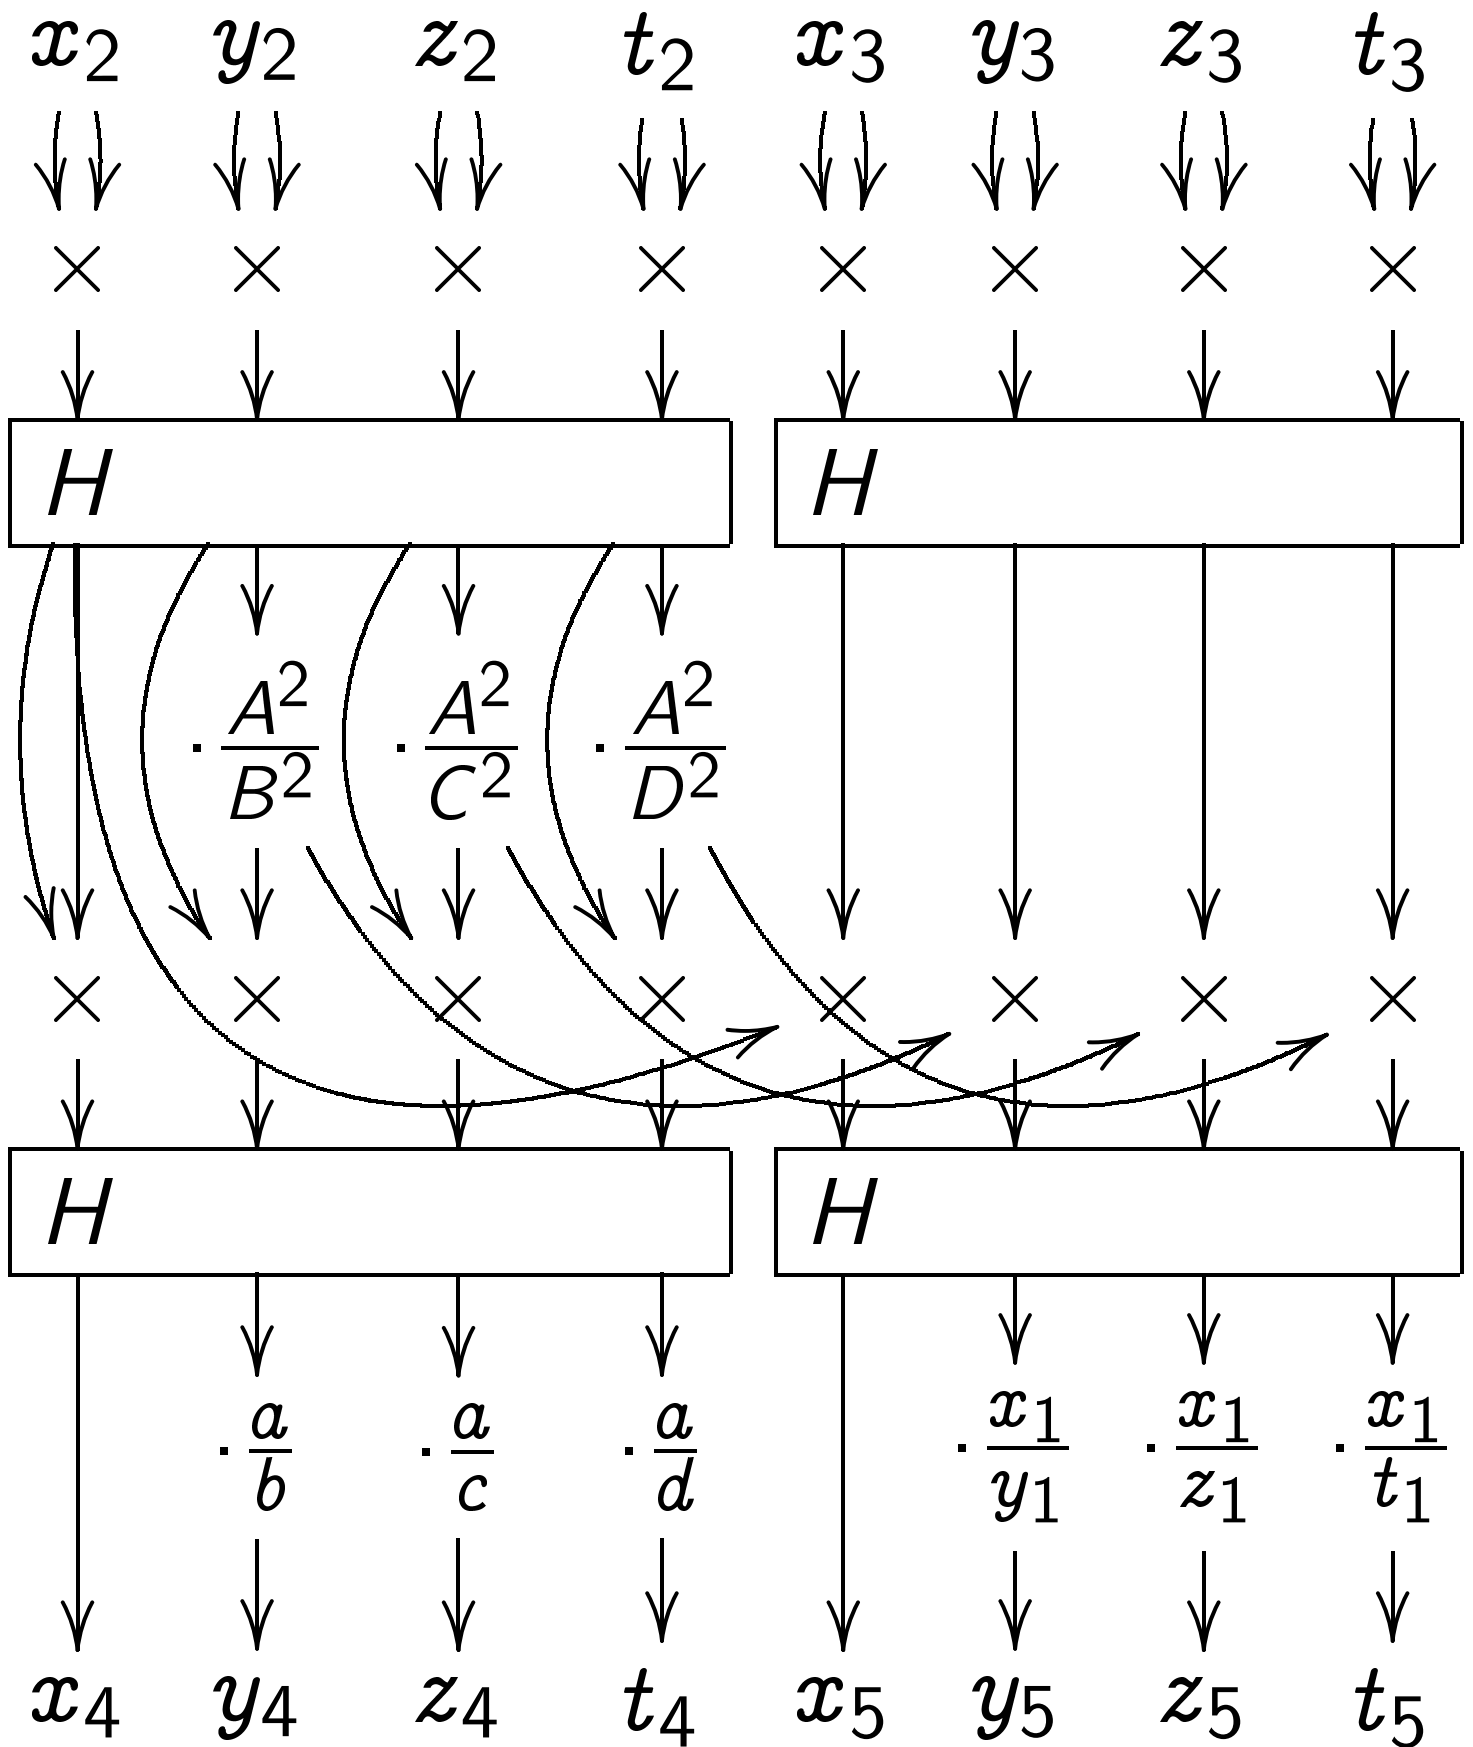 x₂ y₂ z₂ t₂ x₃ y₃ z₃ t₃
× × × × × × × ×
H H
· A²/B² · A²/C² · A²/D²
× × × × × × × ×
H H
· a/b · a/c · a/d · x₁/y₁ · x₁/z₁ · x₁/t₁
x₄ y₄ z₄ t₄ x₅ y₅ z₅ t₅